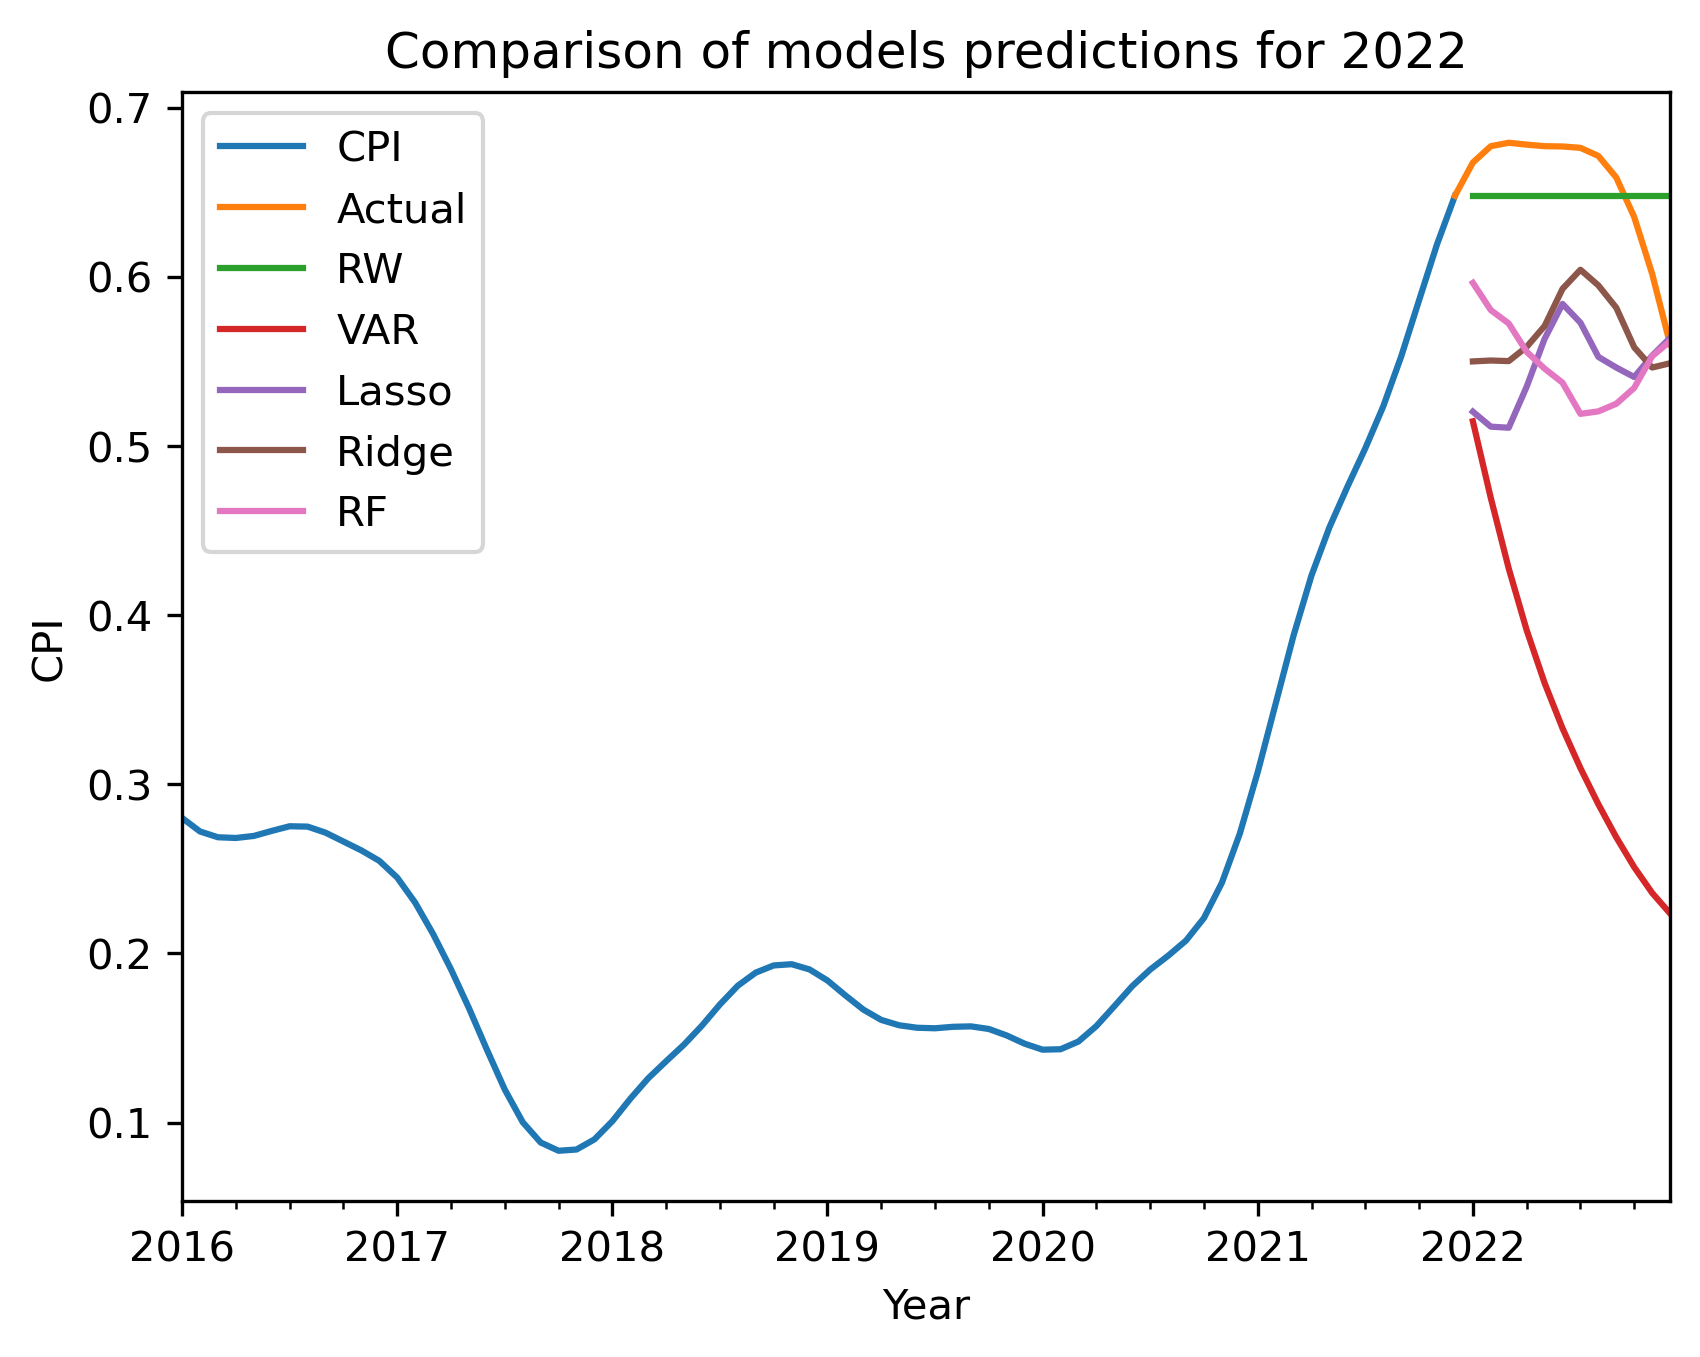 Comparison of models predictions for 2022
0.7
0.6
0.5
0.4
0.3
0.2
0.1
CPI
CPI
Actual
RW
VAR
Lasso
Ridge
RF
2016 2017 2018 2019 2020 2021 2022
Year